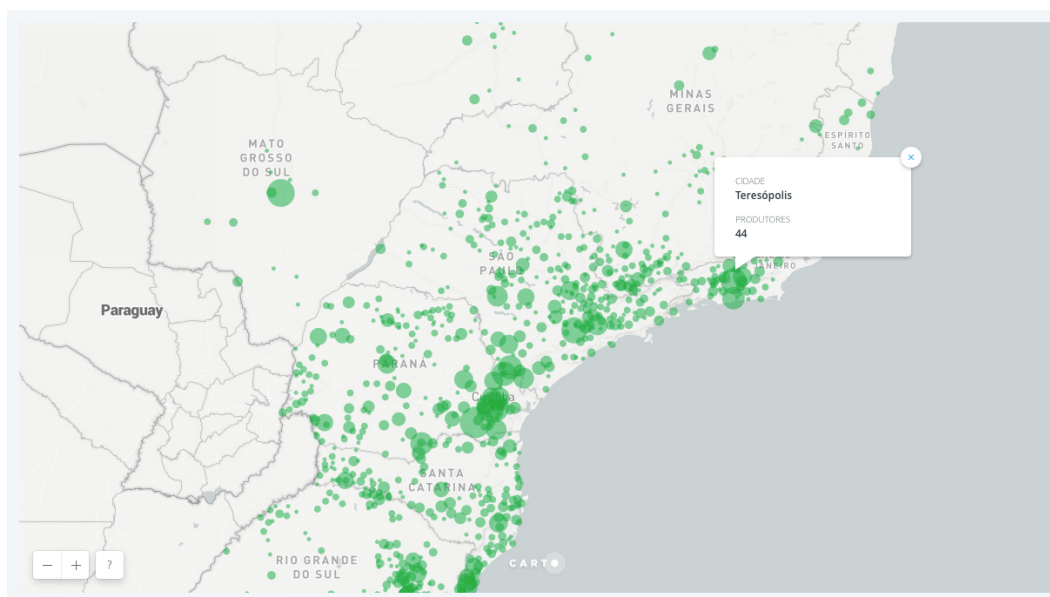 MINAS
GERAIS
MATO
GROSSO
DO SUL
ESPÍRITO
SANTO
CIDADE
Teresópolis
PRODUTORES
44
SÃO
PAULO
JANEIRO
Paraguay
PARANÁ
SANTA
CATARINA
RIO GRANDE
DO SUL
CARTO
− + ?